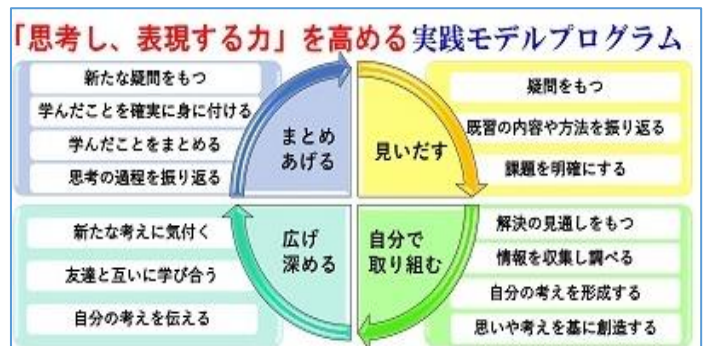 「思考し、表現する力」を高める実践モデルプログラム
新たな疑問をもつ
学んだことを確実に身に付ける
学んだことをまとめる
思考の過程を振り返る
まとめ
あげる
見いだす
疑問をもつ
既習の内容や方法を振り返る
課題を明確にする
新たな考えに気付く
友達と互いに学び合う
自分の考えを伝える
広げ
深める
自分で
取り組む
解決の見通しをもつ
情報を収集し調べる
自分の考えを形成する
思いや考えを基に創造する